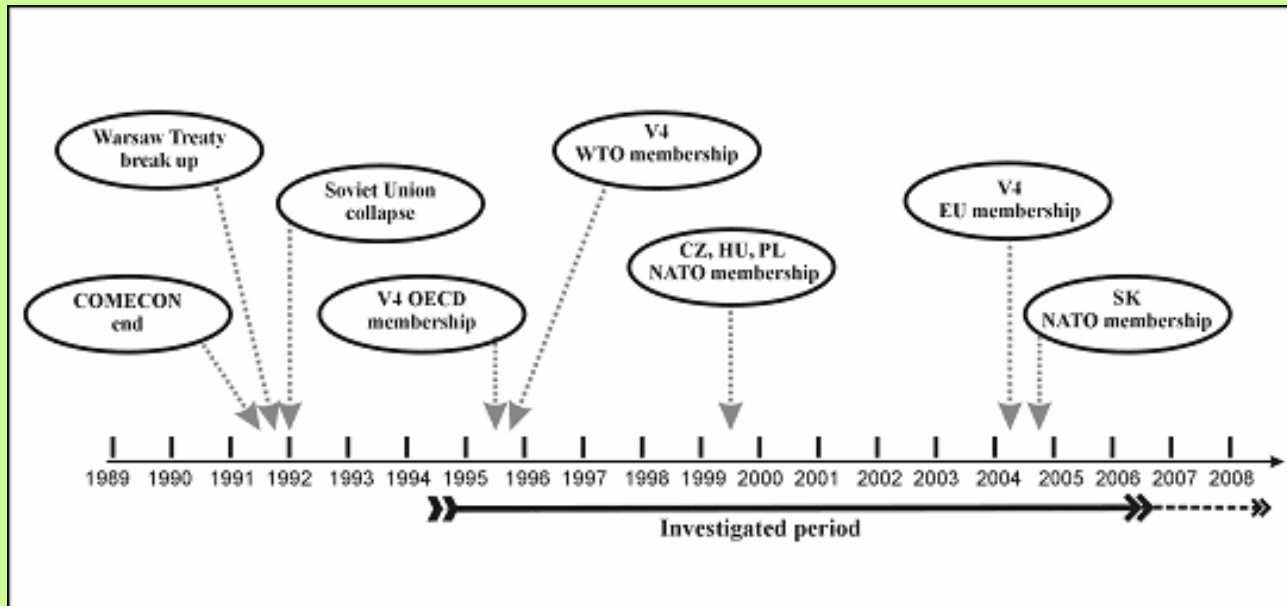 Warsaw Treaty
break up
V4
WTO membership
Soviet Union
collapse
V4
EU membership
CZ, HU, PL
NATO membership
COMECON
end
V4 OECD
membership
SK
NATO membership
1989 1990 1991 1992 1993 1994 1995 1996 1997 1998 1999 2000 2001 2002 2003 2004 2005 2006 2007 2008
Investigated period